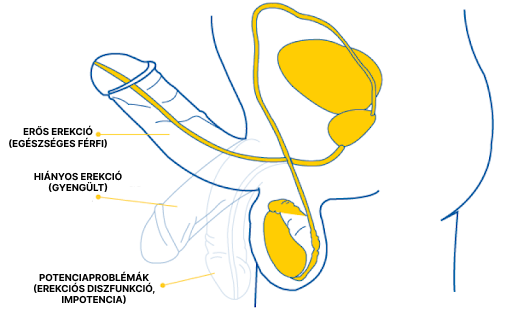 ERŐS EREKCIÓ
(EGÉSZSÉGES FÉRFI)
HIÁNYOS EREKCIÓ
(GYENGÜLT)
POTENCIAPROBLÉMÁK
(EREKCIÓS DISZFUNKCIÓ,
IMPOTENCIA)